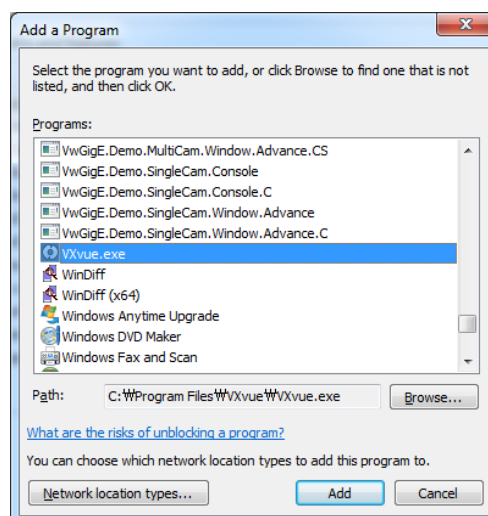 Add a Program
Select the program you want to add, or click Browse to find one that is not
listed, and then click OK.
Programs:
VwGigE.Demo.MultiCam.Window.Advance.CS
VwGigE.Demo.SingleCam.Console
VwGigE.Demo.SingleCam.Console.C
VwGigE.Demo.SingleCam.Window.Advance
VwGigE.Demo.SingleCam.Window.Advance.C
VXvue.exe
WinDiff
WinDiff (x64)
Windows Anytime Upgrade
Windows DVD Maker
Windows Fax and Scan
Path: C:₩Program Files₩VXvue₩VXvue.exe Browse...
What are the risks of unblocking a program?
You can choose which network location types to add this program to.
Network location types... Add Cancel